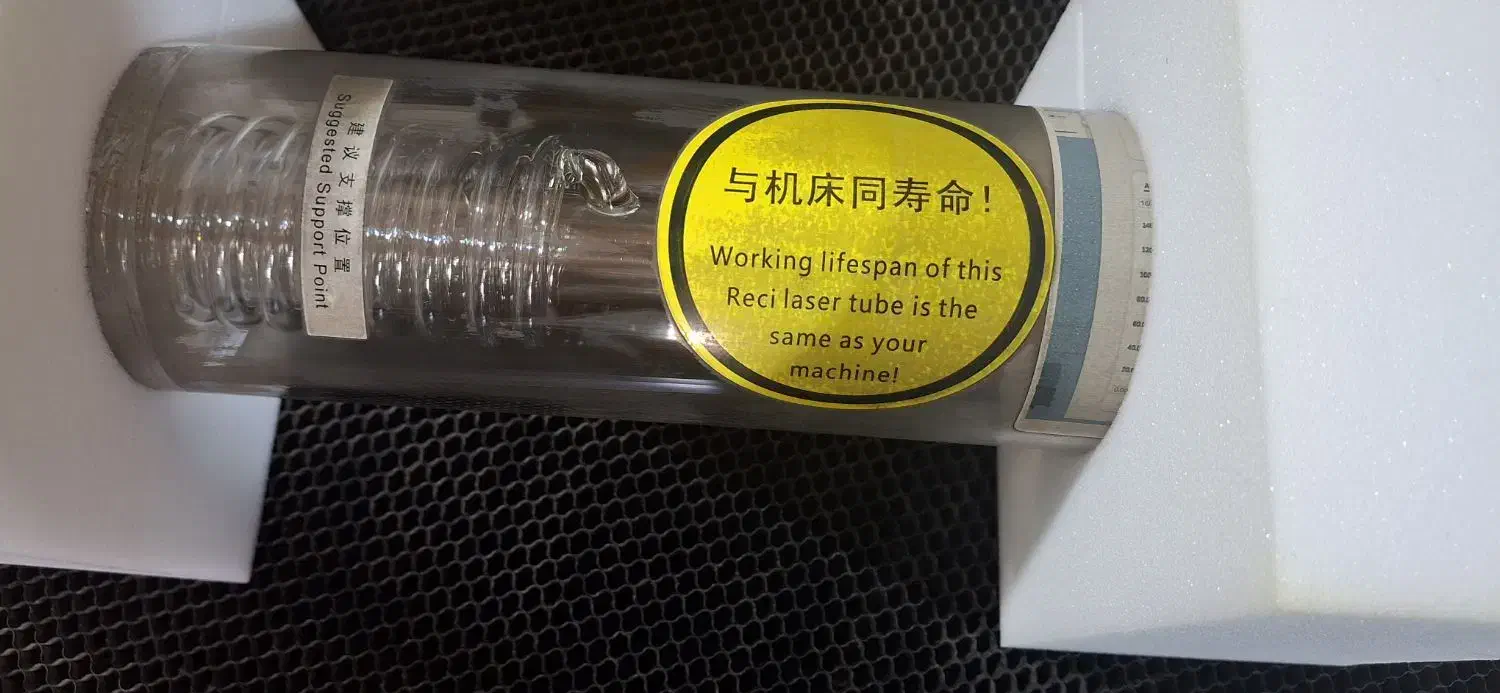 建议支撑位置
Suggested Support Point
与机床同寿命!
Working lifespan of this
Reci laser tube is the
same as your
machine!